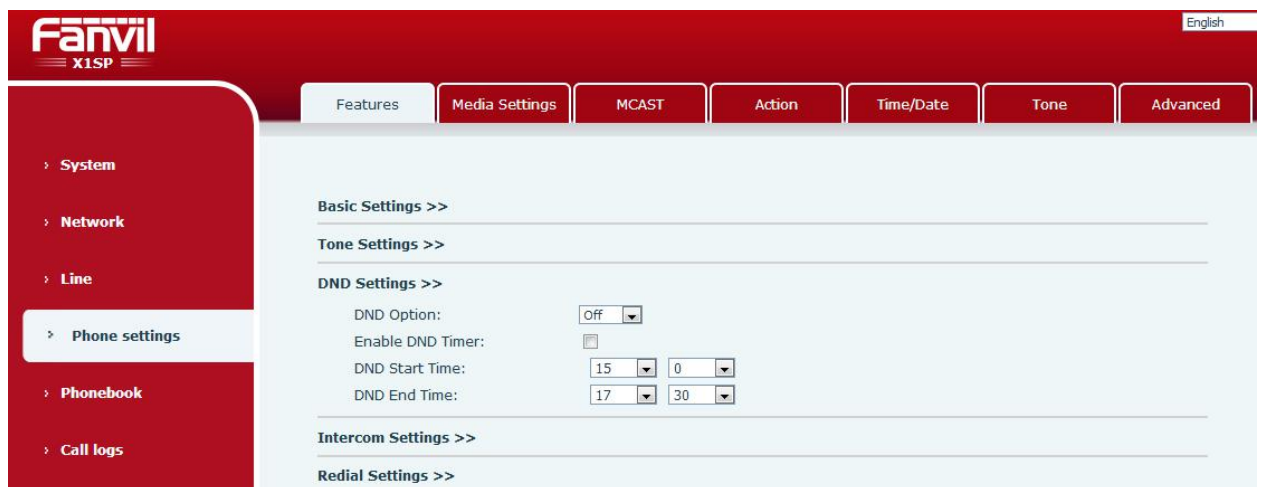 English
Fanvil
X1SP
Features Media Settings MCAST Action Time/Date Tone Advanced
› System
› Network
› Line
› Phone settings
› Phonebook
› Call logs
Basic Settings >>
Tone Settings >>
DND Settings >>
DND Option: Off
Enable DND Timer:
DND Start Time: 15 0
DND End Time: 17 30
Intercom Settings >>
Redial Settings >>